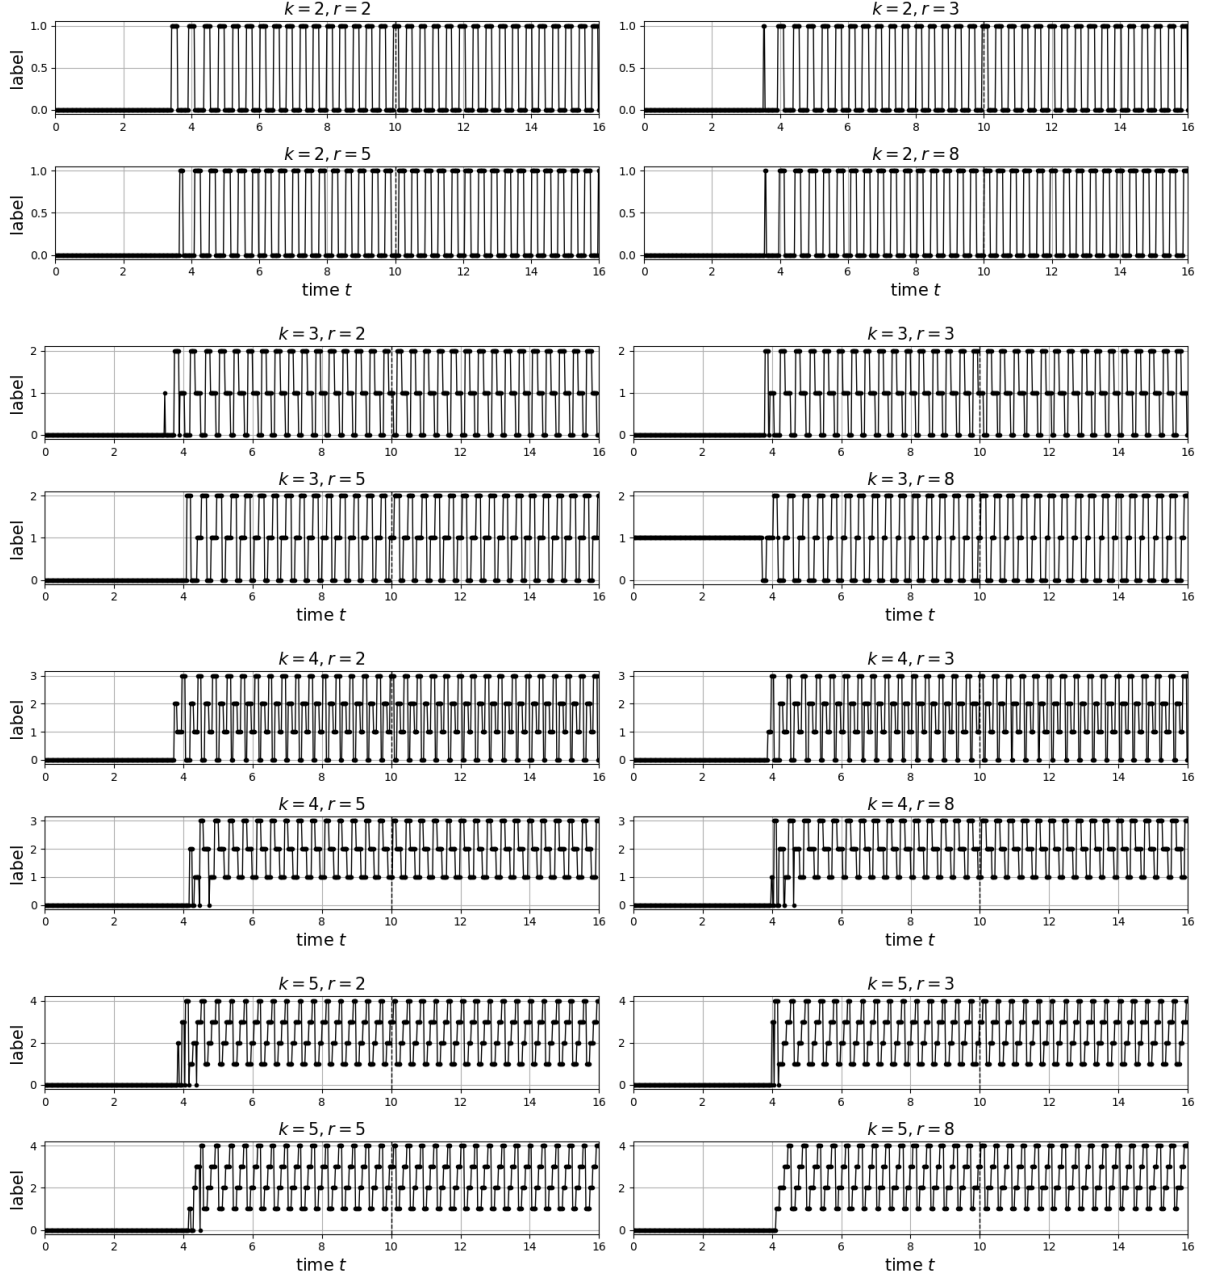 k = 2, r = 2
k = 2, r = 3
label
1.0
0.5
0.0
0 2 4 6 8 10 12 14 16
1.0
0.5
0.0
0 2 4 6 8 10 12 14 16
k = 2, r = 5
k = 2, r = 8
label
1.0
0.5
0.0
0 2 4 6 8 10 12 14 16
time t
1.0
0.5
0.0
0 2 4 6 8 10 12 14 16
time t
k = 3, r = 2
k = 3, r = 3
label
2
1
0
0 2 4 6 8 10 12 14 16
label
2
1
0
0 2 4 6 8 10 12 14 16
k = 3, r = 5
k = 3, r = 8
label
2
1
0
0 2 4 6 8 10 12 14 16
time t
label
2
1
0
0 2 4 6 8 10 12 14 16
time t
k = 4, r = 2
k = 4, r = 3
label
3
2
1
0
0 2 4 6 8 10 12 14 16
3
2
1
0
0 2 4 6 8 10 12 14 16
k = 4, r = 5
k = 4, r = 8
label
3
2
1
0
0 2 4 6 8 10 12 14 16
time t
3
2
1
0
0 2 4 6 8 10 12 14 16
time t
k = 5, r = 2
k = 5, r = 3
label
4
2
0
0 2 4 6 8 10 12 14 16
4
2
0
0 2 4 6 8 10 12 14 16
k = 5, r = 5
k = 5, r = 8
label
4
2
0
0 2 4 6 8 10 12 14 16
time t
4
2
0
0 2 4 6 8 10 12 14 16
time t